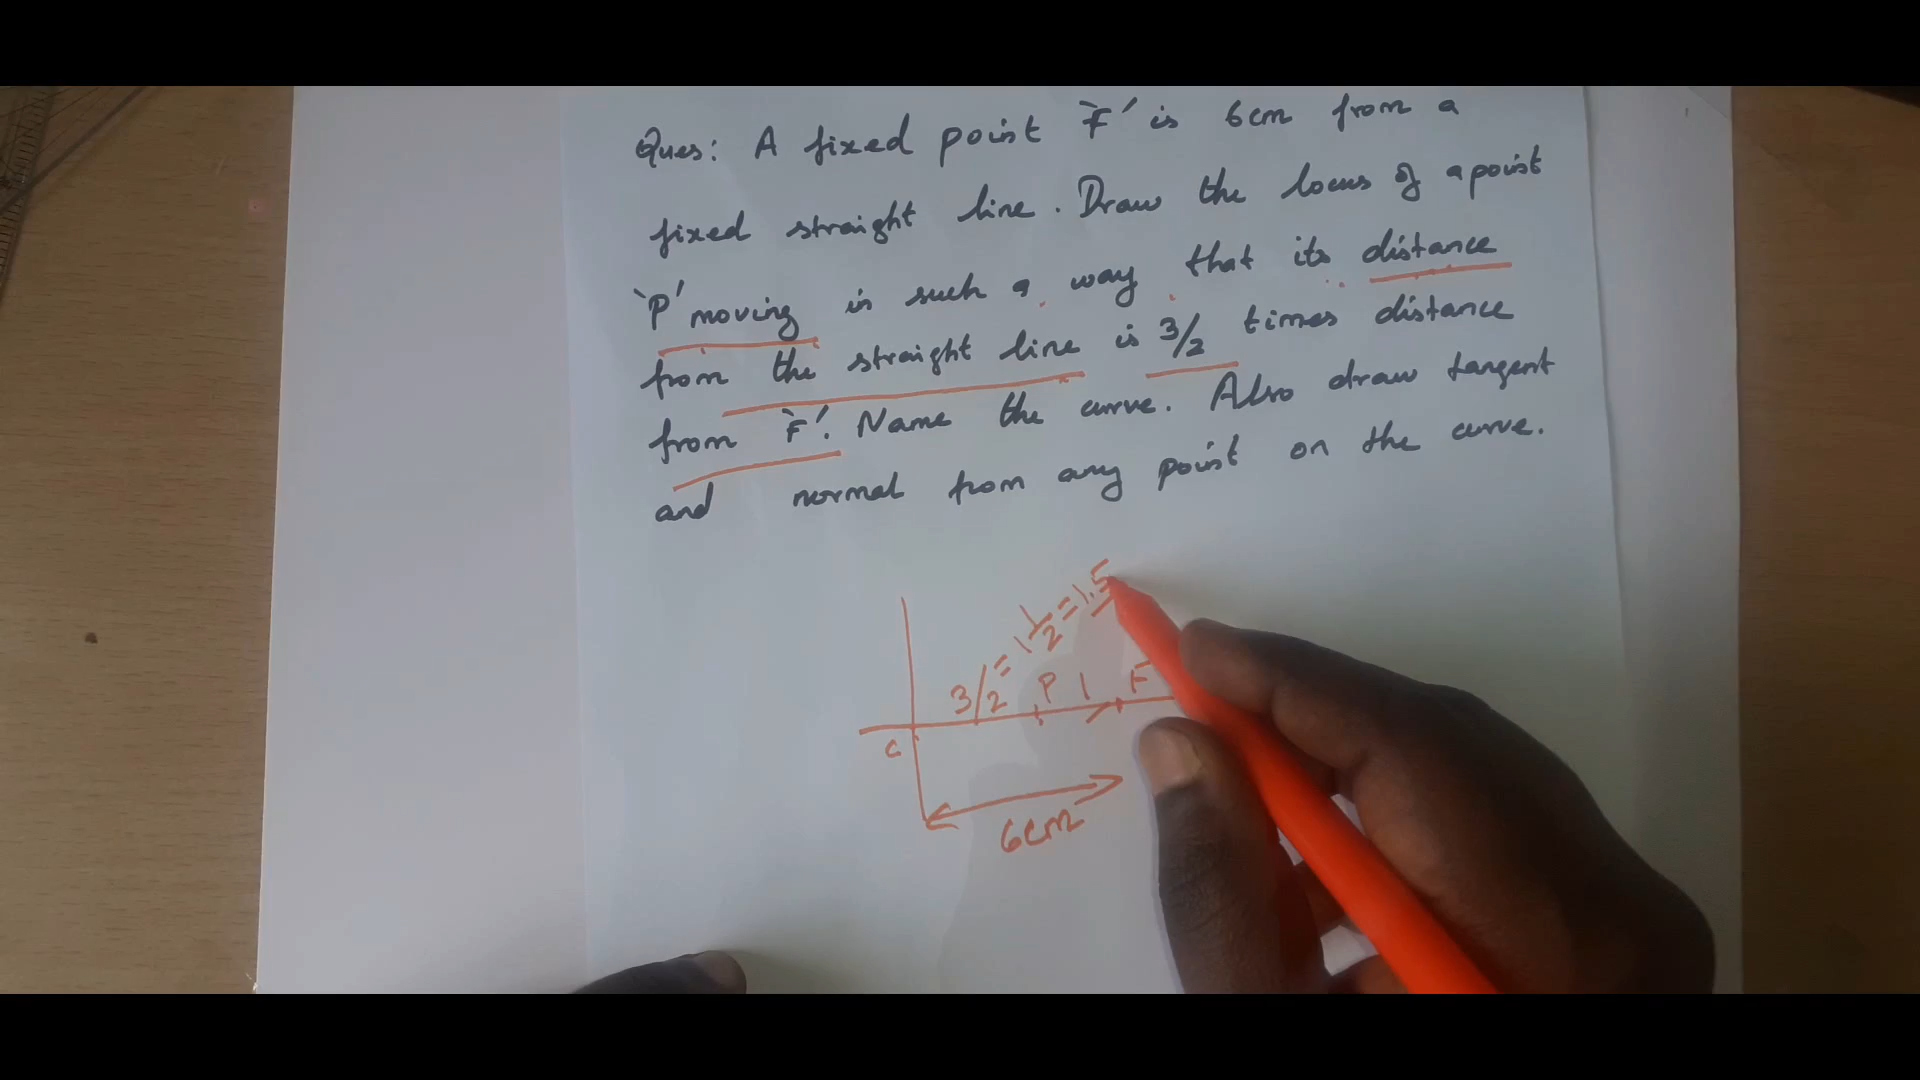 Ques: A fixed point `F' is 6cm from a
fixed straight line. Draw the locus of a point
`P' moving in such a way that its distance
from the straight line is 3/2 times distance
from `F'. Name the curve. Also draw tangent
and normal from any point on the curve.
3/2 = 1 1/2 = 1.5
P 1 F
C
6cm